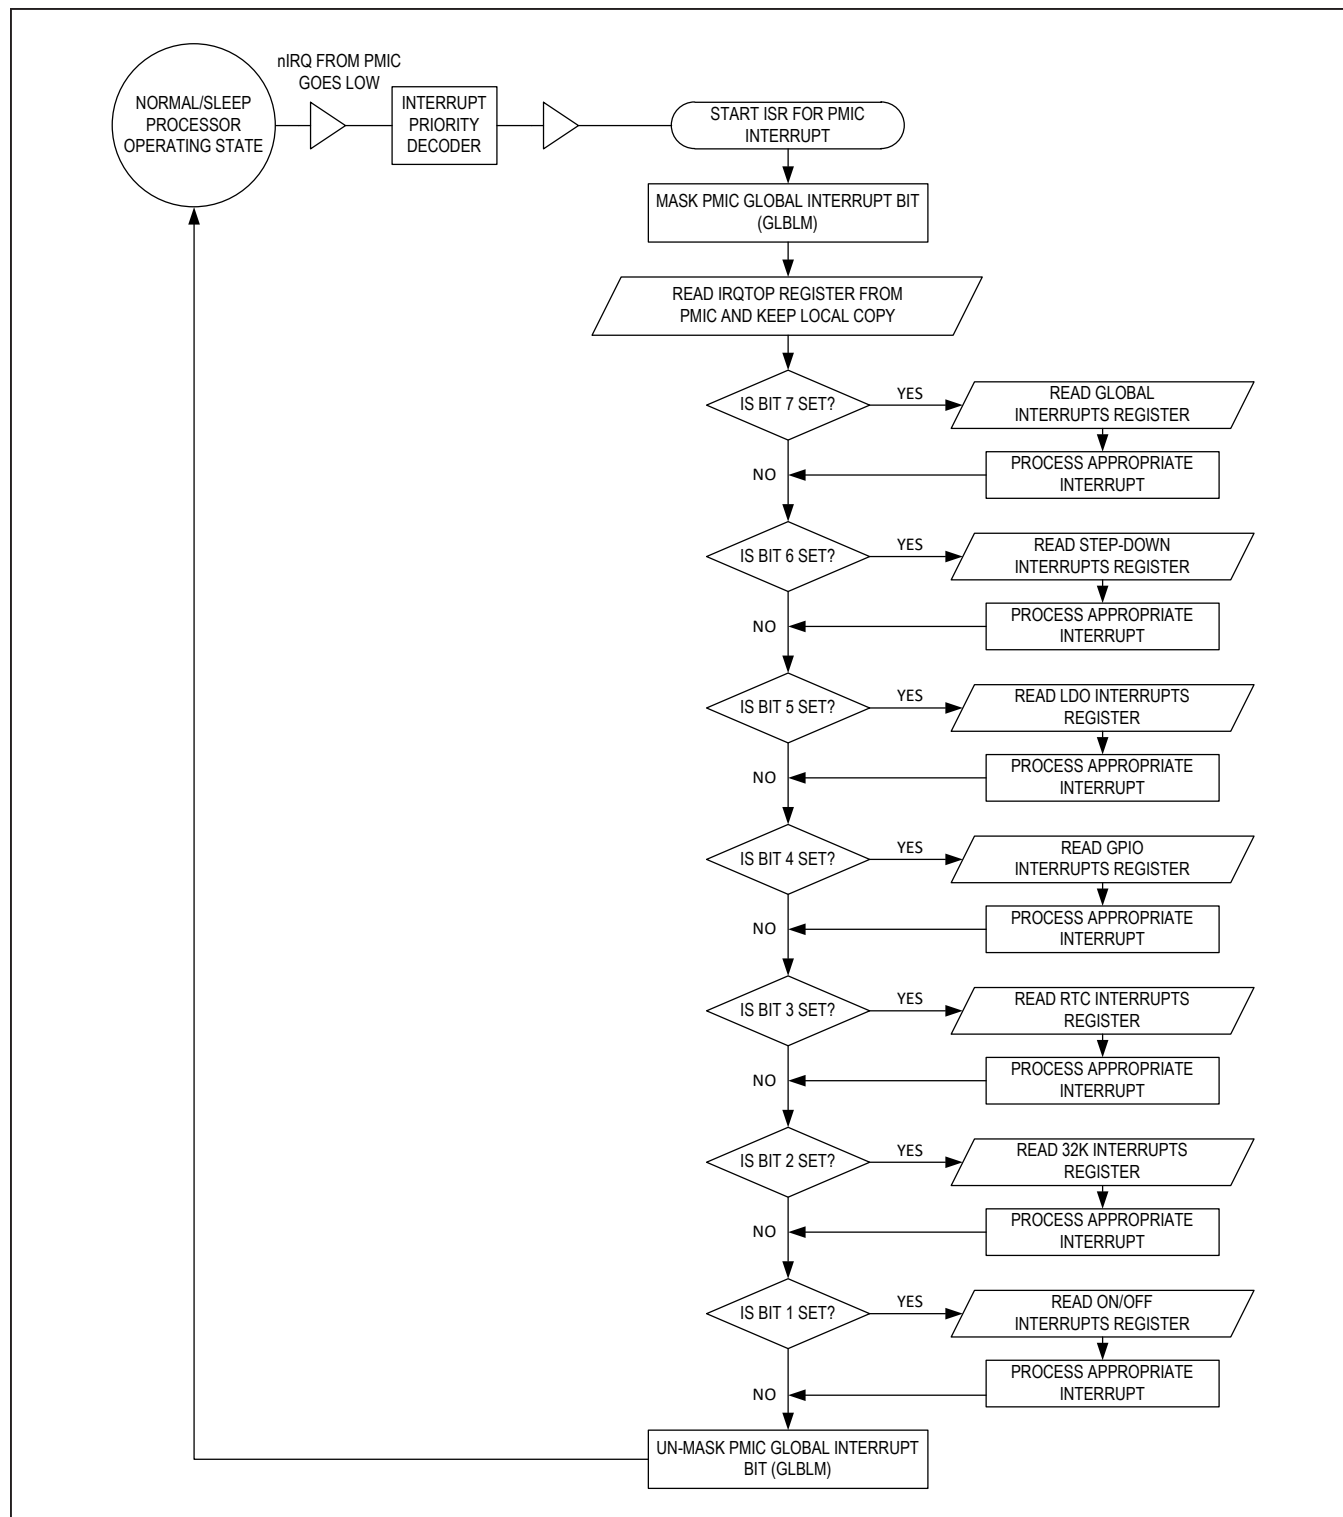 nIRQ FROM PMIC
GOES LOW
NORMAL/SLEEP
PROCESSOR
OPERATING STATE
INTERRUPT
PRIORITY
DECODER
START ISR FOR PMIC
INTERRUPT
MASK PMIC GLOBAL INTERRUPT BIT
(GLBLM)
READ IRQTOP REGISTER FROM
PMIC AND KEEP LOCAL COPY
IS BIT 7 SET?
YES
READ GLOBAL
INTERRUPTS REGISTER
NO
PROCESS APPROPRIATE
INTERRUPT
IS BIT 6 SET?
YES
READ STEP-DOWN
INTERRUPTS REGISTER
NO
PROCESS APPROPRIATE
INTERRUPT
IS BIT 5 SET?
YES
READ LDO INTERRUPTS
REGISTER
NO
PROCESS APPROPRIATE
INTERRUPT
IS BIT 4 SET?
YES
READ GPIO
INTERRUPTS REGISTER
NO
PROCESS APPROPRIATE
INTERRUPT
IS BIT 3 SET?
YES
READ RTC INTERRUPTS
REGISTER
NO
PROCESS APPROPRIATE
INTERRUPT
IS BIT 2 SET?
YES
READ 32K INTERRUPTS
REGISTER
NO
PROCESS APPROPRIATE
INTERRUPT
IS BIT 1 SET?
YES
READ ON/OFF
INTERRUPTS REGISTER
NO
PROCESS APPROPRIATE
INTERRUPT
UN-MASK PMIC GLOBAL INTERRUPT
BIT (GLBLM)